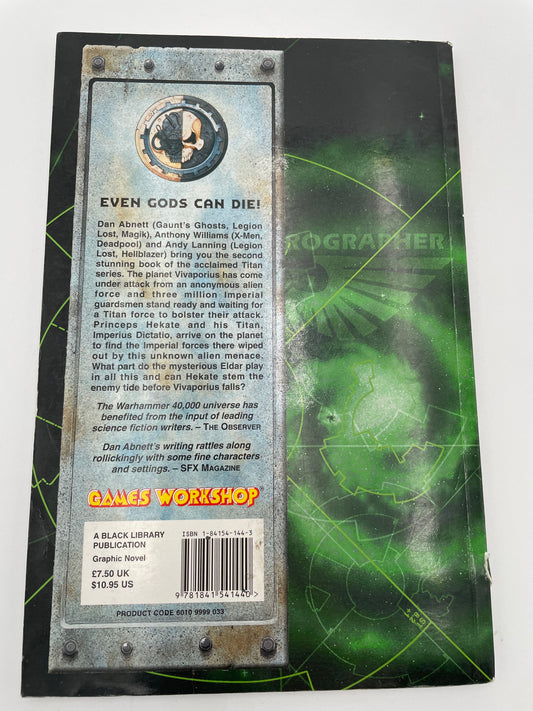 EVEN GODS CAN DIE!
Dan Abnett (Gaunt's Ghosts, Legion
Lost, Magik), Anthony Williams (X-Men,
Deadpool) and Andy Lanning (Legion
Lost, Hellblazer) bring you the second
stunning book of the acclaimed Titan
series. The planet Vivaporius has come
under attack from an anonymous alien
force and three million Imperial
guardsmen stand ready and waiting for
a Titan force to bolster their attack.
Princeps Hekate and his Titan,
Imperius Dictatio, arrive on the planet
to find the Imperial forces there wiped
out by this unknown alien menace.
What part do the mysterious Eldar play
in all this and can Hekate stem the
enemy tide before Vivaporius falls?
The Warhammer 40,000 universe has
benefited from the input of leading
science fiction writers. – THE OBSERVER
Dan Abnett's writing rattles along
rollickingly with some fine characters
and settings. – SFX MAGAZINE
GAMES WORKSHOP
A BLACK LIBRARY
PUBLICATION
Graphic Novel
£7.50 UK
$10.95 US
ISBN 1-84154-144-3
9 781841 541440 >
PRODUCT CODE 6010 9999 033
ROGRAPHER